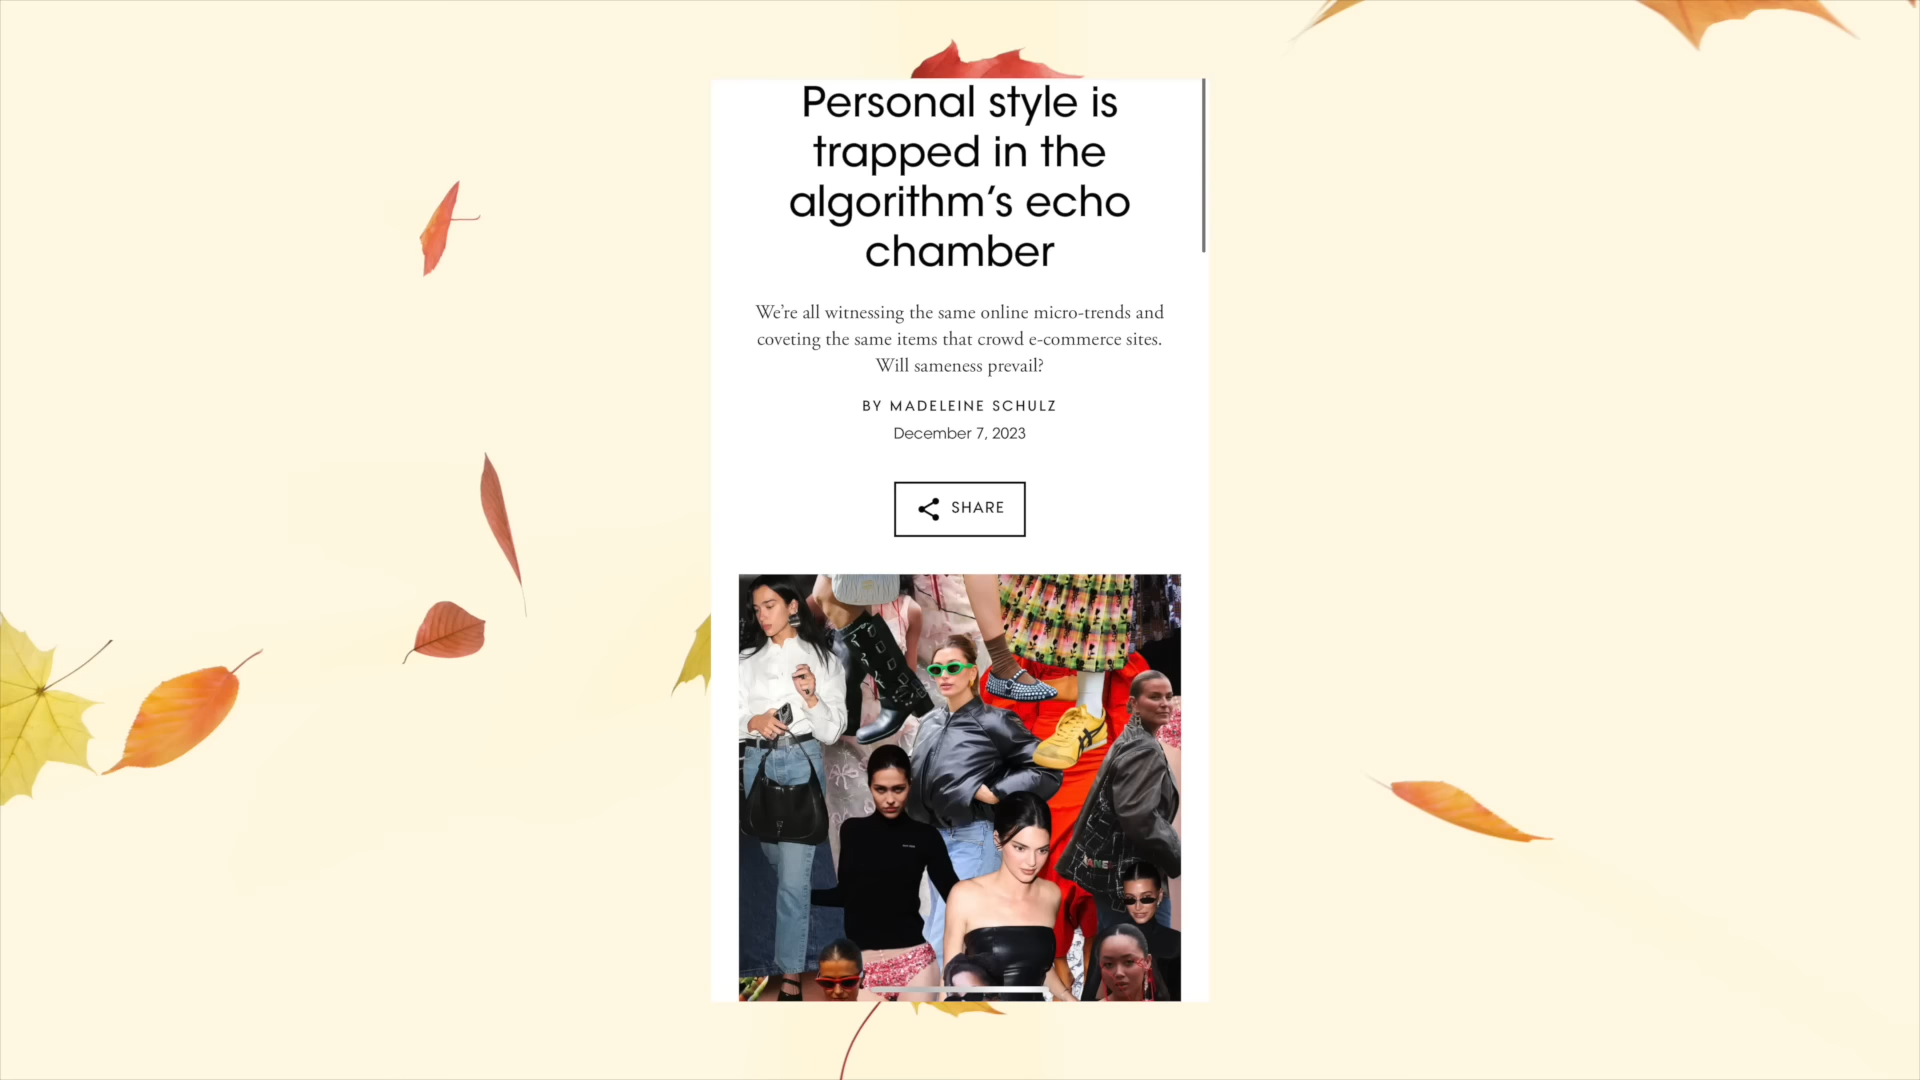 Personal style is
trapped in the
algorithm’s echo
chamber
We’re all witnessing the same online micro-trends and
coveting the same items that crowd e-commerce sites.
Will sameness prevail?
BY MADELEINE SCHULZ
December 7, 2023
SHARE